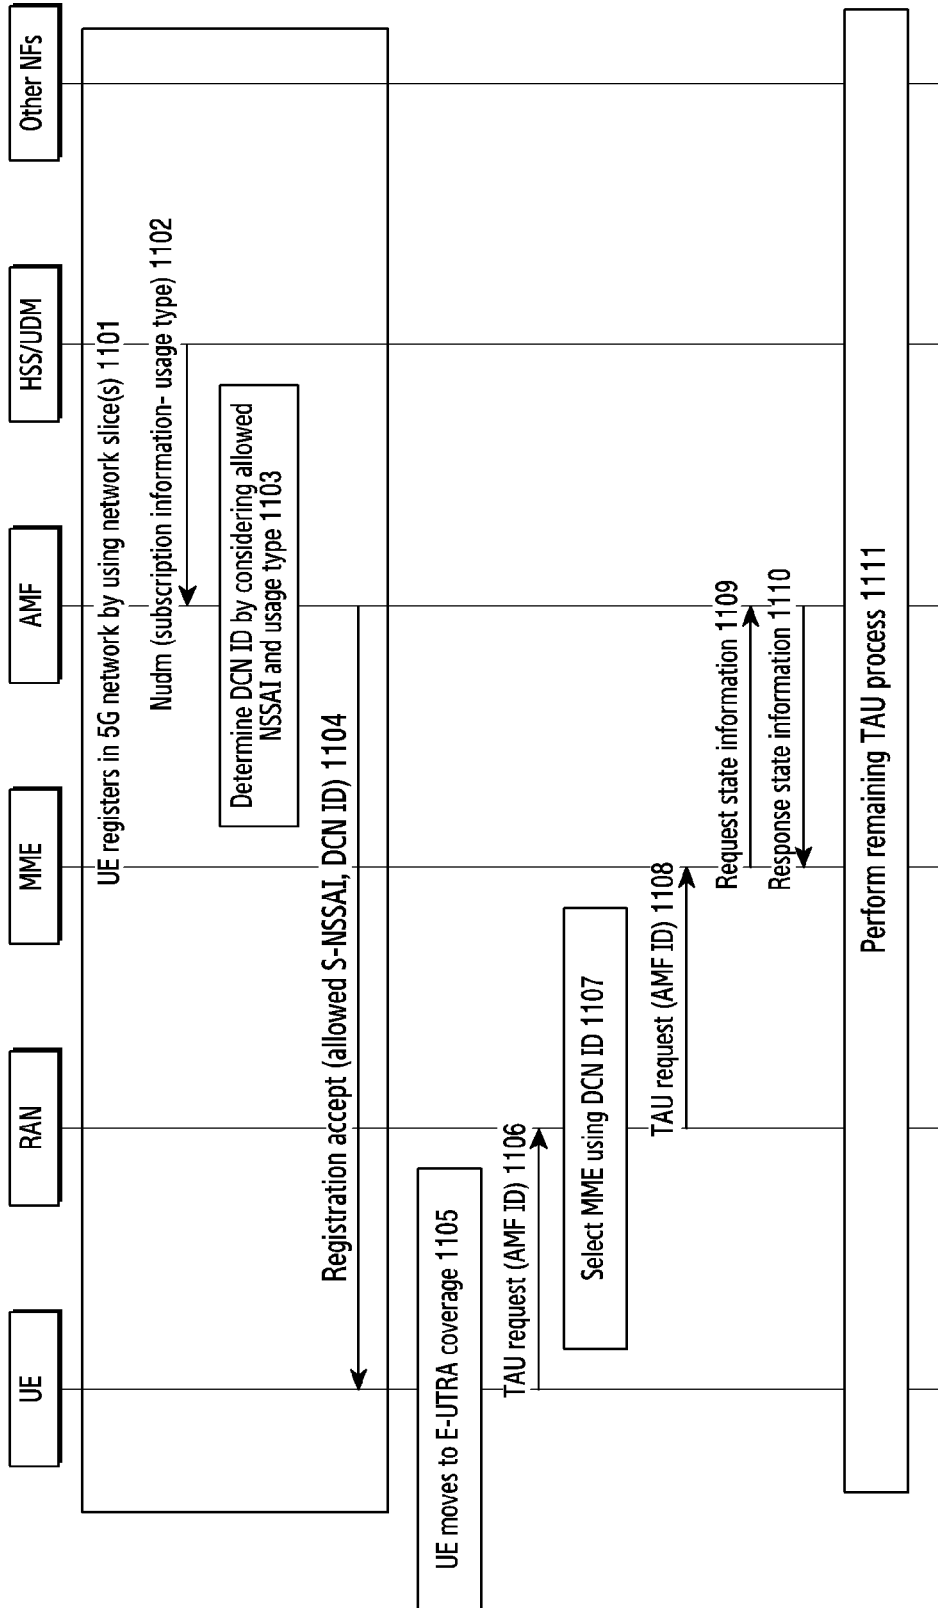 UE
RAN
MME
AMF
HSS/UDM
Other NFs
UE registers in 5G network by using network slice(s) 1101
Nudm (subscription information- usage type) 1102
Determine DCN ID by considering allowed
NSSAI and usage type 1103
Registration accept (allowed S-NSSAI, DCN ID) 1104
UE moves to E-UTRA coverage 1105
TAU request (AMF ID) 1106
Select MME using DCN ID 1107
TAU request (AMF ID) 1108
Request state information 1109
Response state information 1110
Perform remaining TAU process 1111